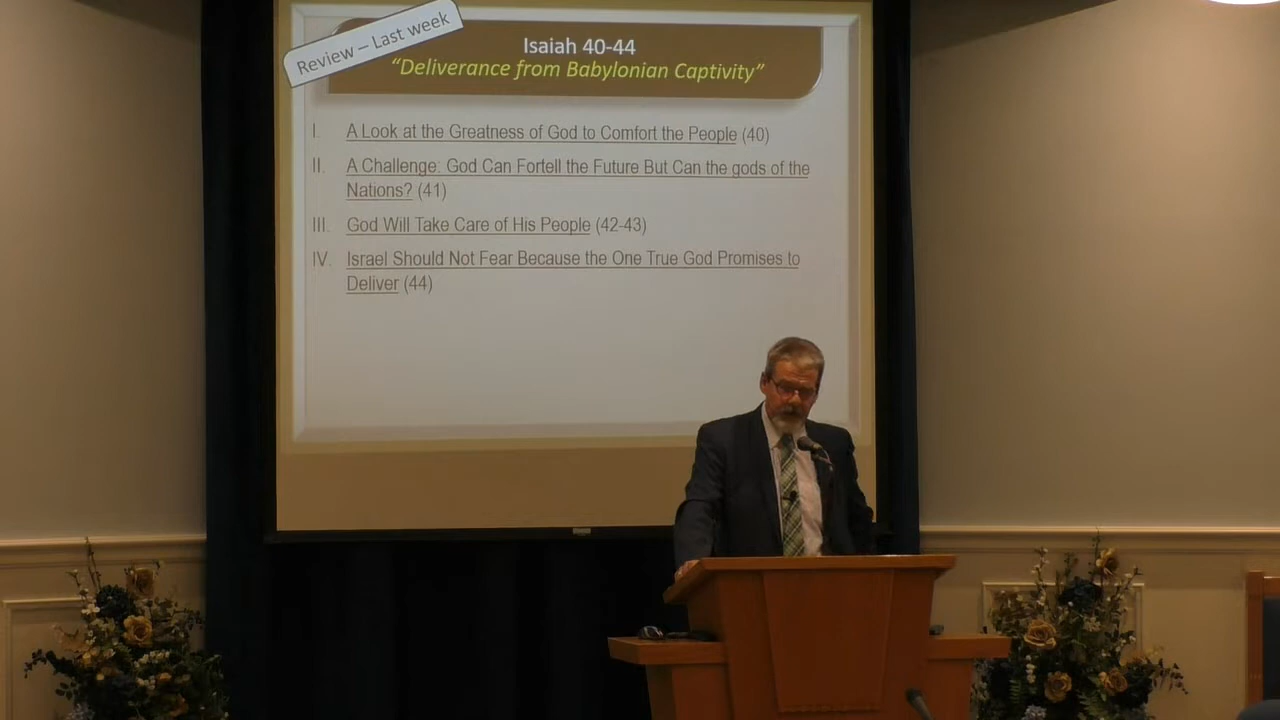 Review – Last week
Isaiah 40-44
“Deliverance from Babylonian Captivity”
I. A Look at the Greatness of God to Comfort the People (40)
II. A Challenge: God Can Fortell the Future But Can the gods of the
Nations? (41)
III. God Will Take Care of His People (42-43)
IV. Israel Should Not Fear Because the One True God Promises to
Deliver (44)